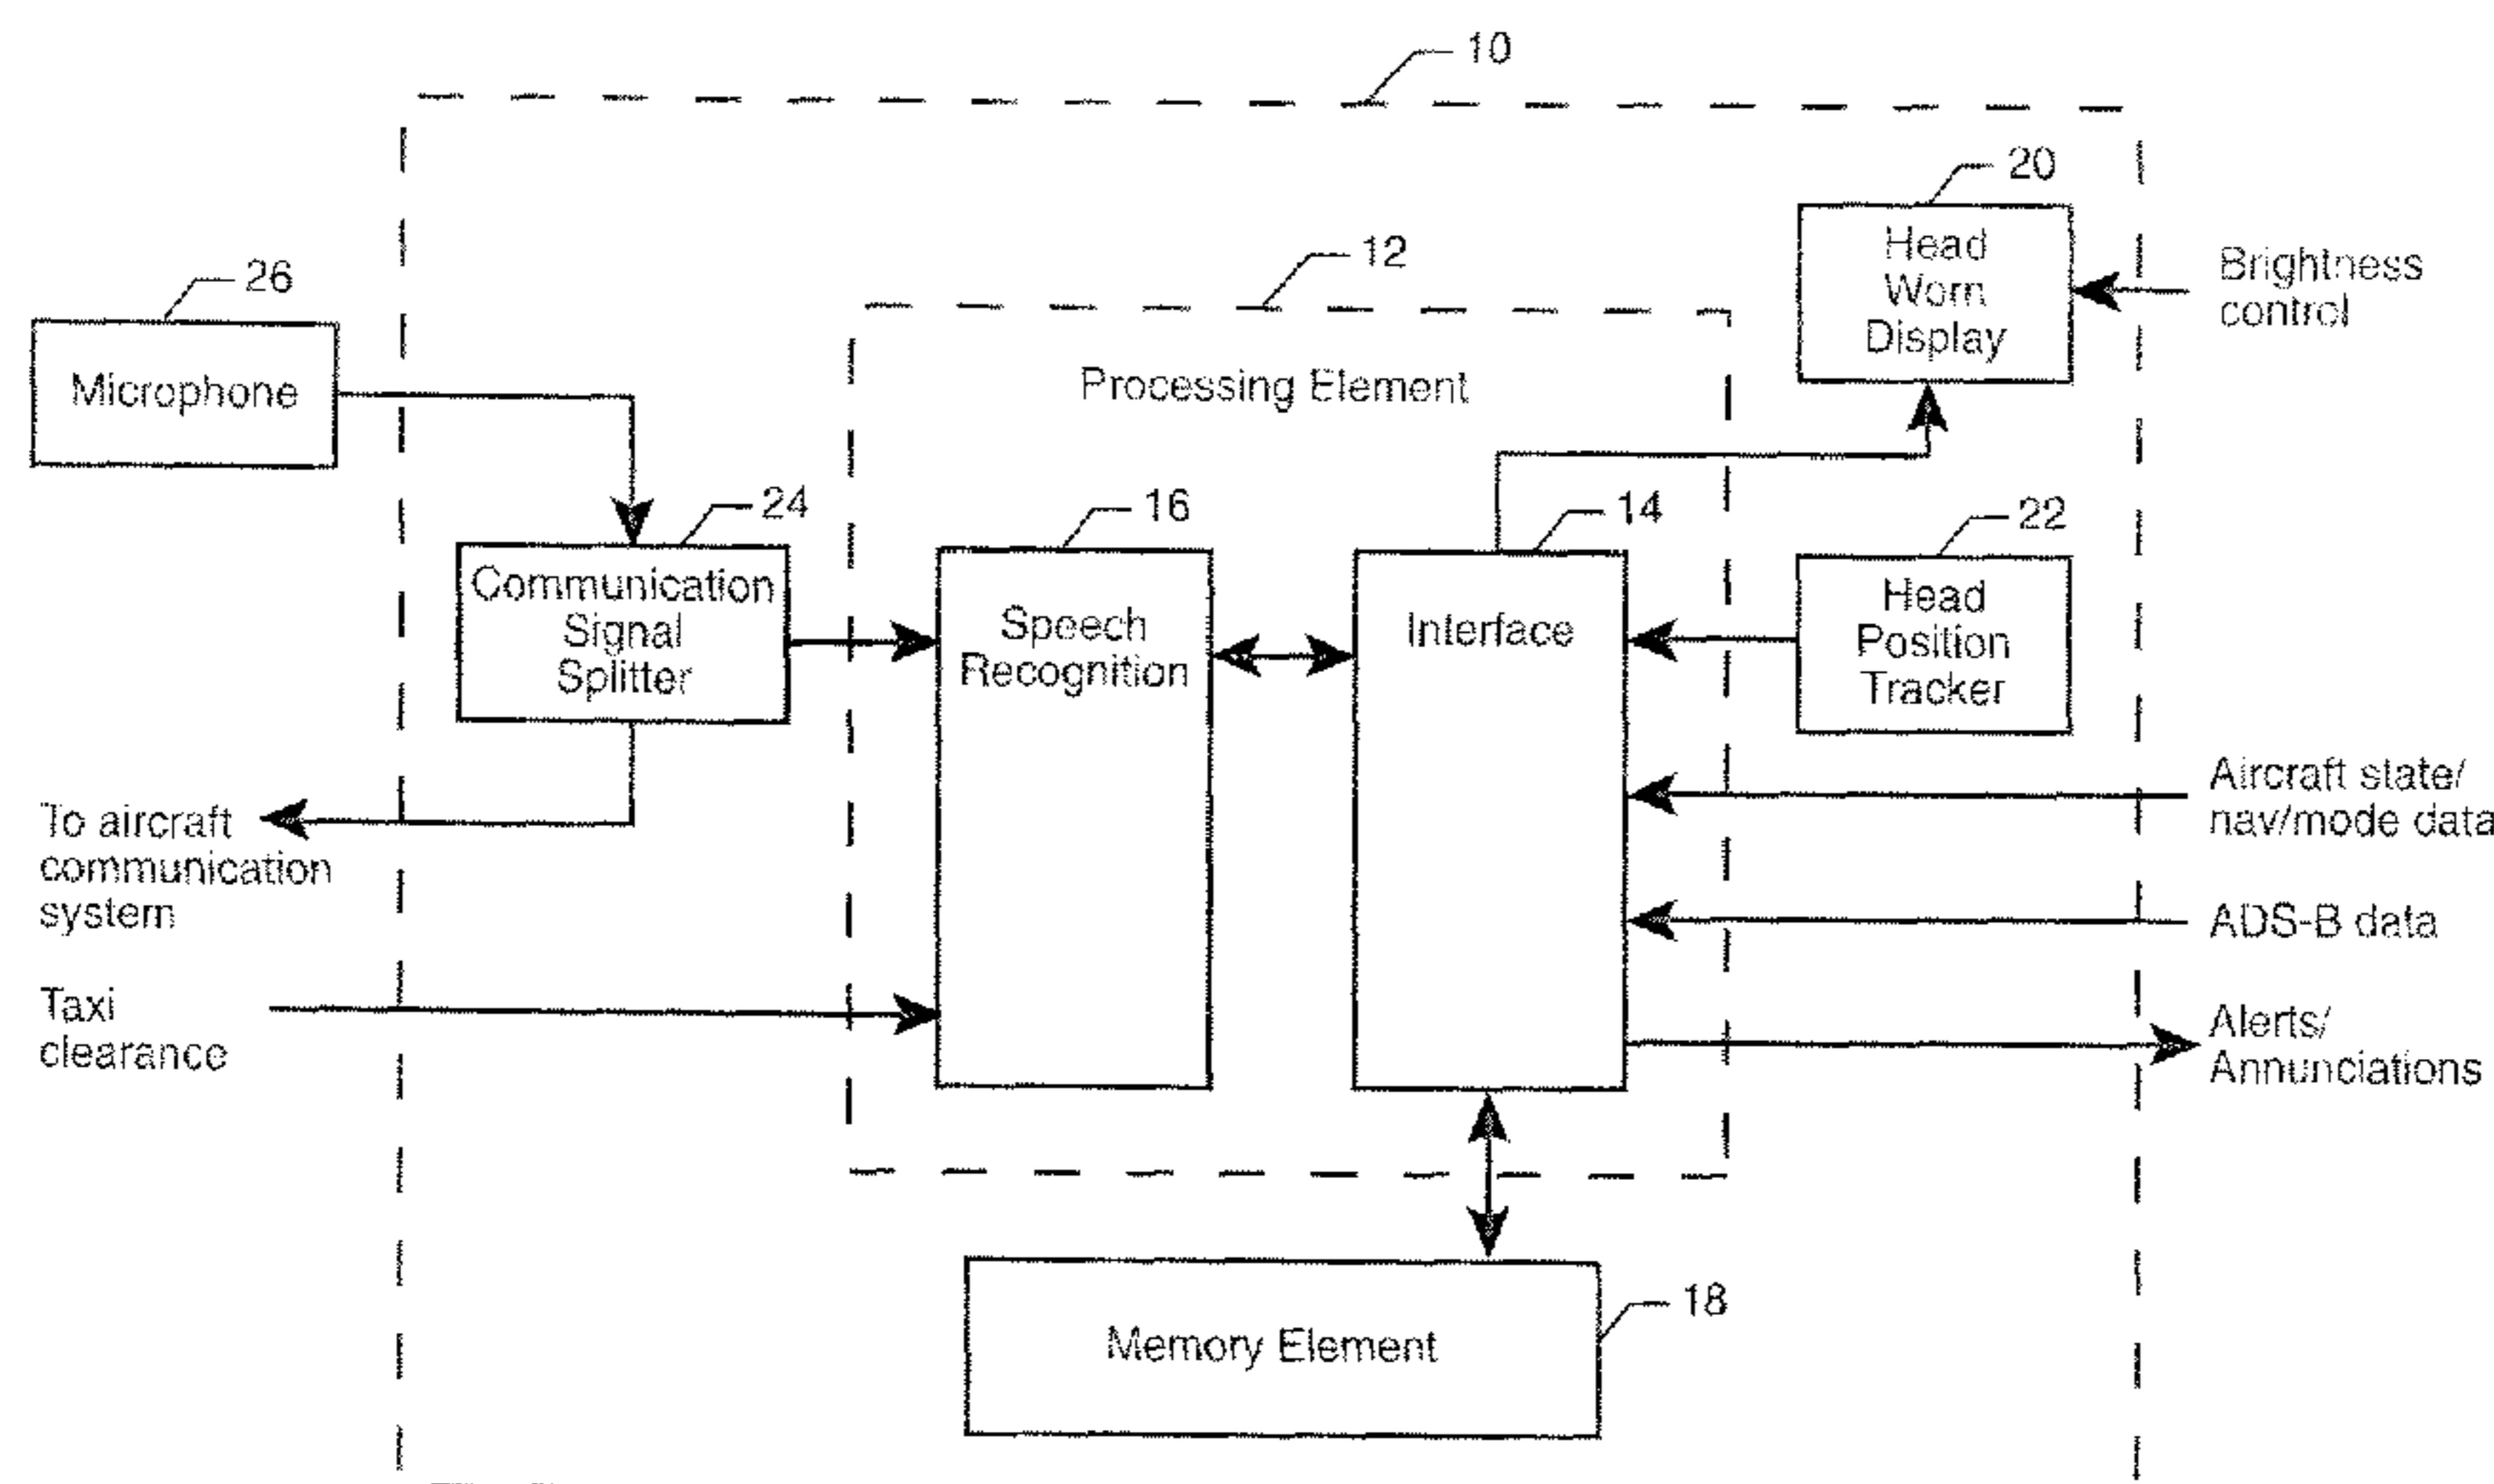 10
20
Head
Worn
Display
Brightness
control
12
26
Microphone
Processing Element
24
Communication
Signal
Splitter
16
Speech
Recognition
14
Interface
22
Head
Position
Tracker
To aircraft
communication
system
Aircraft state/
nav/mode data
ADS-B data
Taxi
clearance
Alerts/
Annunciations
18
Memory Element